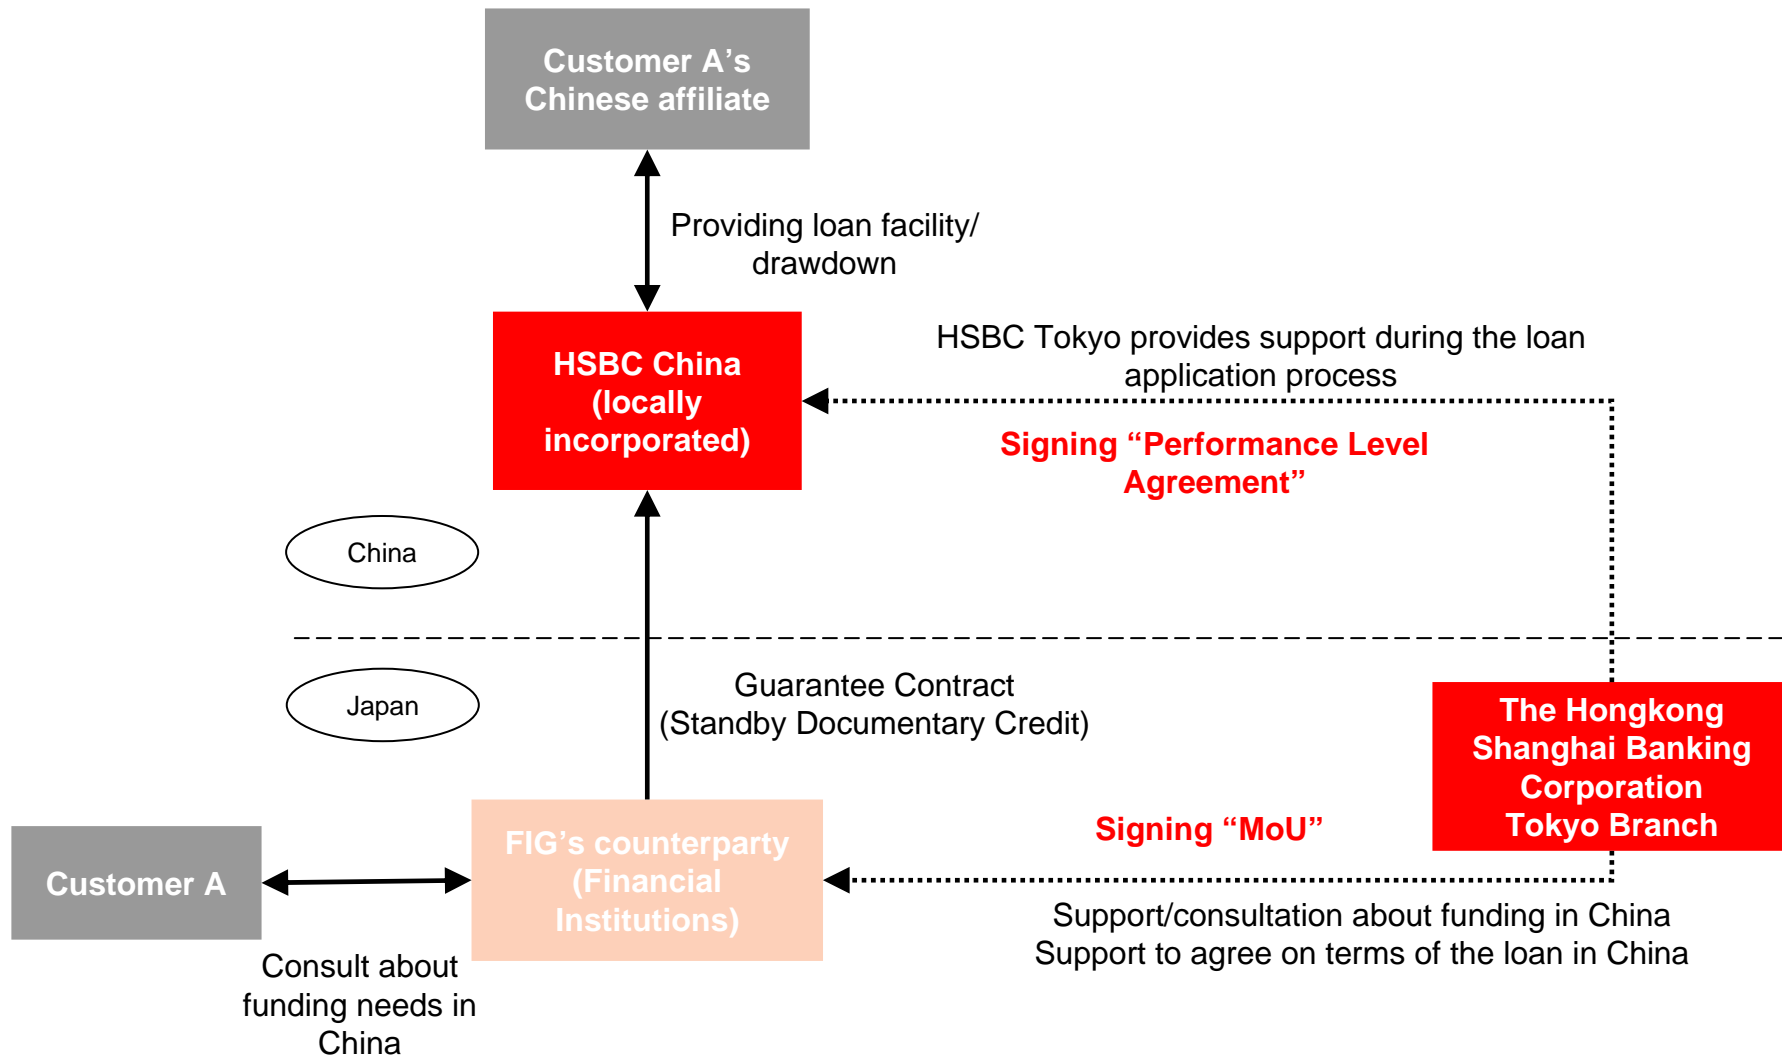 Customer A’s
Chinese affiliate
Providing loan facility/
drawdown
HSBC China
(locally
incorporated)
HSBC Tokyo provides support during the loan
application process
Signing “Performance Level
Agreement”
China
Japan
Guarantee Contract
(Standby Documentary Credit)
The Hongkong
Shanghai Banking
Corporation
Tokyo Branch
Signing “MoU”
FIG’s counterparty
(Financial
Institutions)
Customer A
Support/consultation about funding in China
Support to agree on terms of the loan in China
Consult about
funding needs in
China